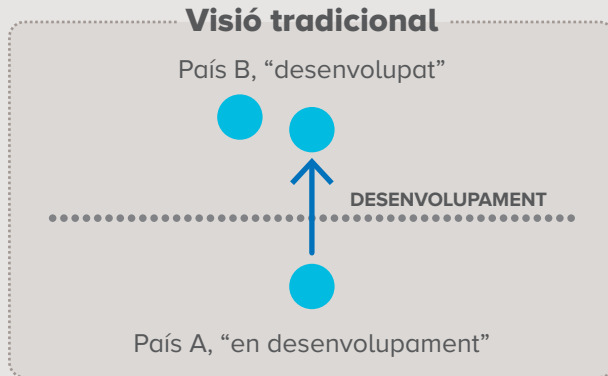 Visió tradicional
País B, “desenvolupat”
DESENVOLUPAMENT
País A, “en desenvolupament”